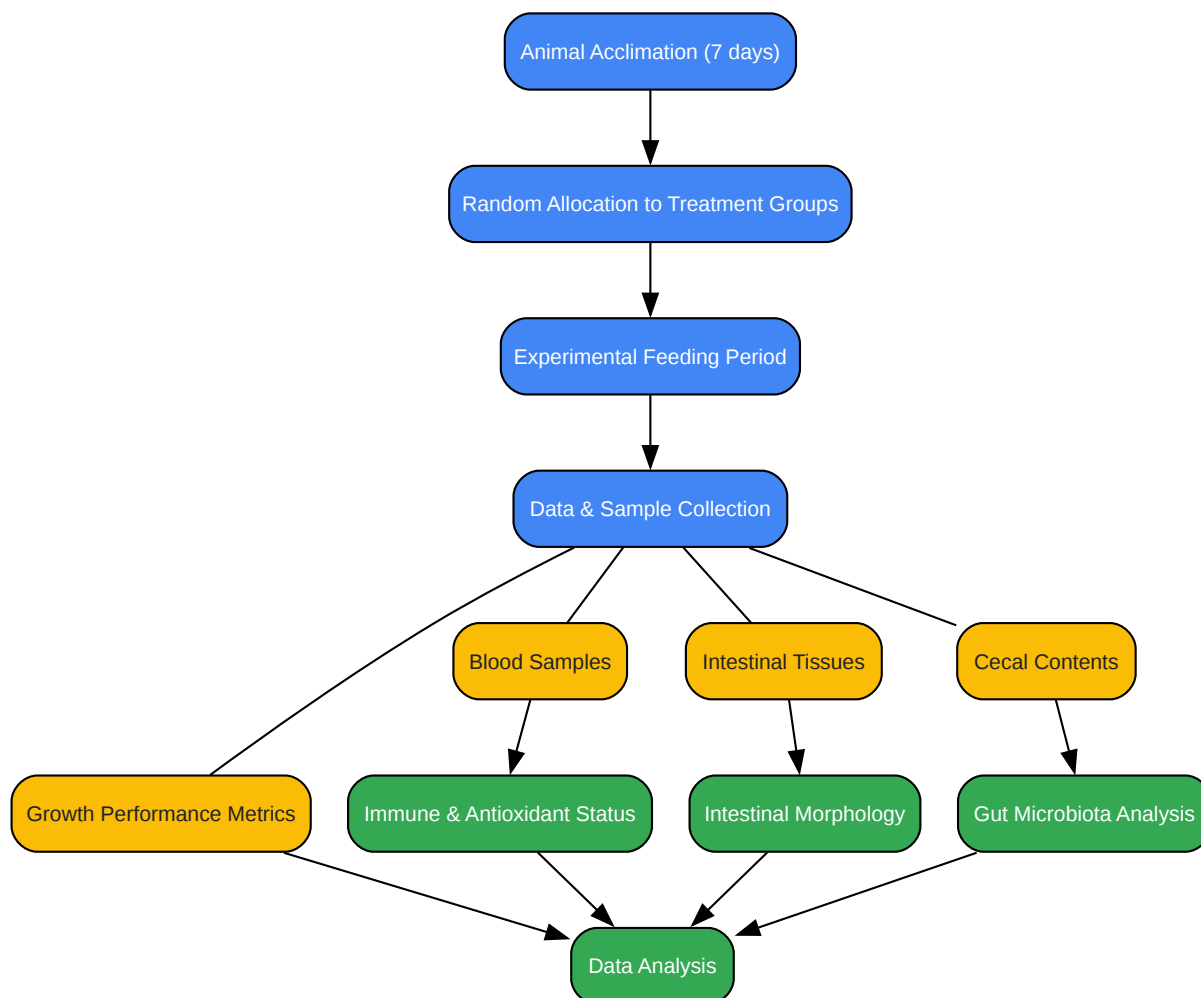 Animal Acclimation (7 days)
Random Allocation to Treatment Groups
Experimental Feeding Period
Data & Sample Collection
Blood Samples
Intestinal Tissues
Cecal Contents
Growth Performance Metrics
Immune & Antioxidant Status
Intestinal Morphology
Gut Microbiota Analysis
Data Analysis